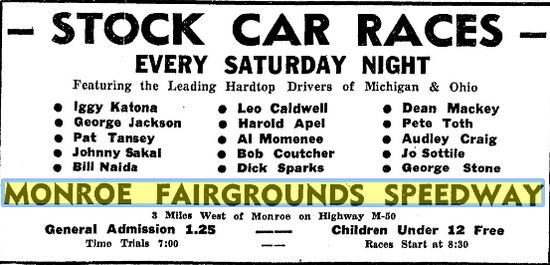 — STOCK CAR RACES —
EVERY SATURDAY NIGHT
Featuring the Leading Hardtop Drivers of Michigan & Ohio
● Iggy Katona ● Leo Caldwell ● Dean Mackey
● George Jackson ● Harold Apel ● Pete Toth
● Pat Tansey ● Al Momenee ● Audley Craig
● Johnny Sakal ● Bob Coutcher ● Jo Sottile
● Bill Naida ● Dick Sparks ● George Stone
MONROE FAIRGROUNDS SPEEDWAY
3 Miles West of Monroe on Highway M-50
General Admission 1.25 —— Children Under 12 Free
Time Trials 7:00 —— Races Start at 8:30